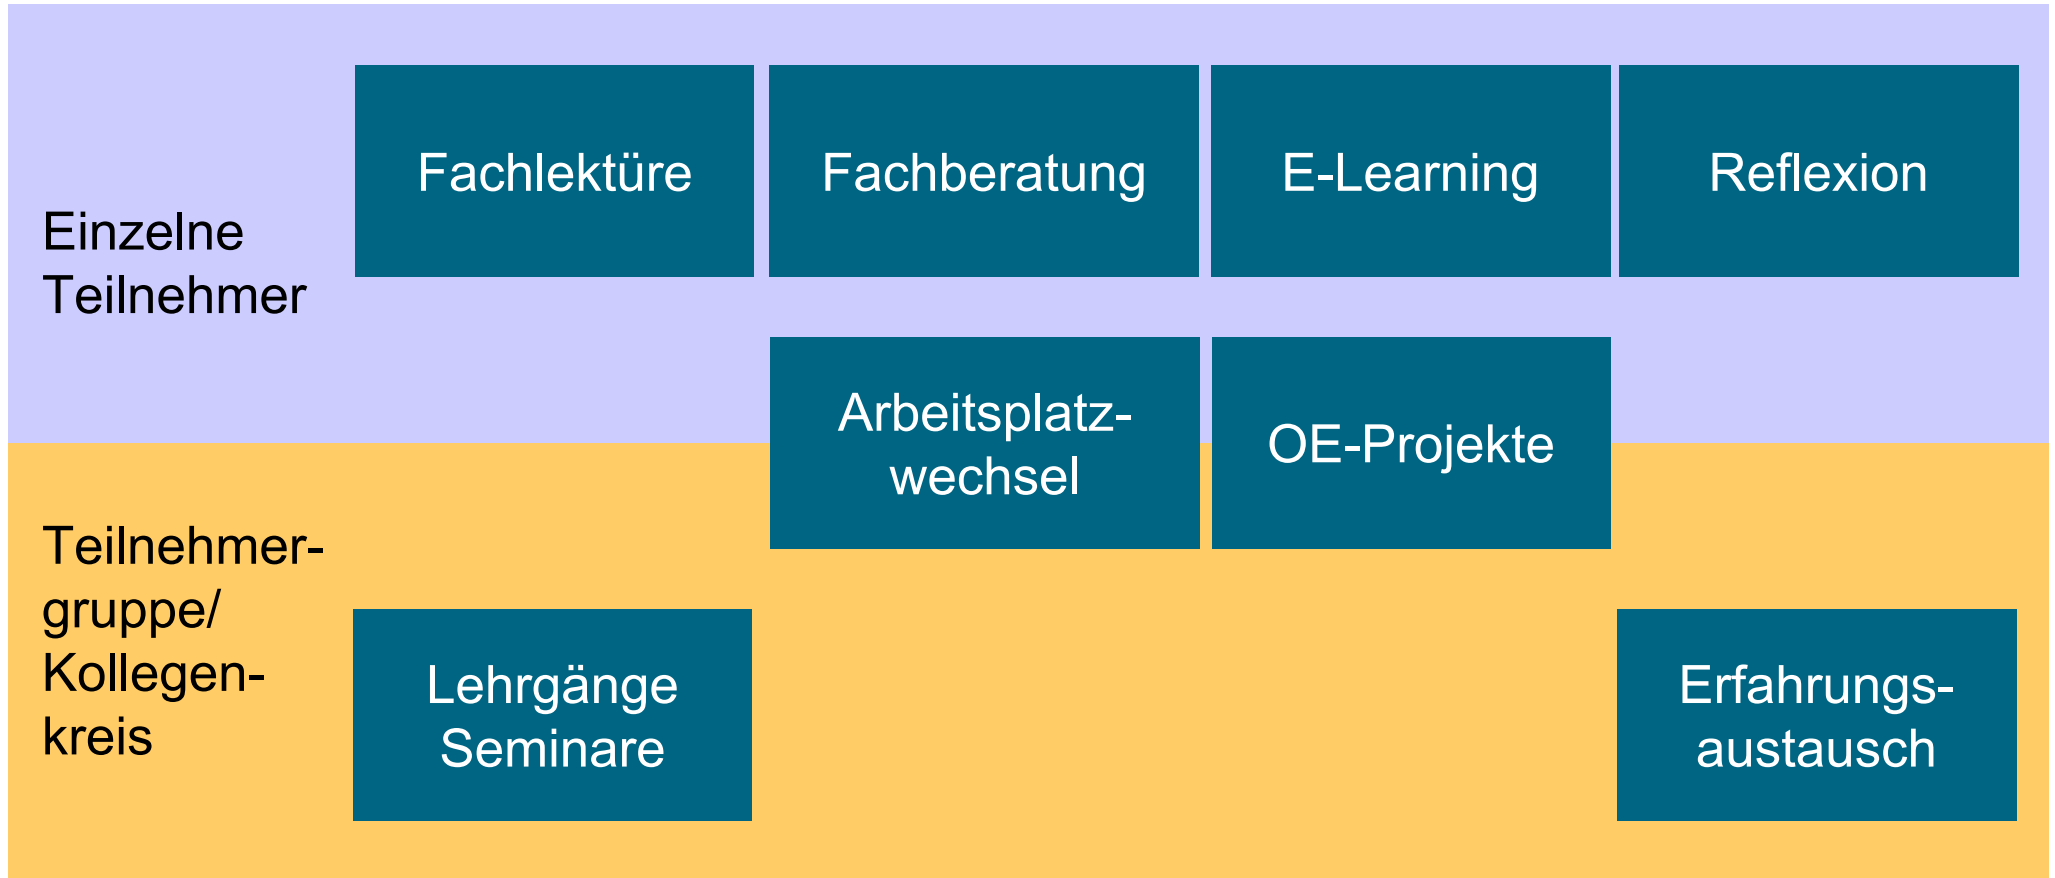 Einzelne
Teilnehmer
Fachlektüre
Fachberatung
E-Learning
Reflexion
Arbeitsplatz-
wechsel
OE-Projekte
Teilnehmer-
gruppe/
Kollegen-
kreis
Lehrgänge
Seminare
Erfahrungs-
austausch